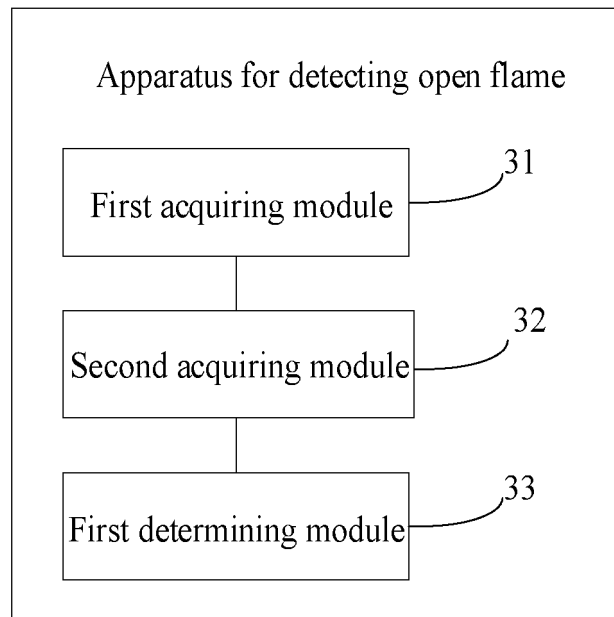 Apparatus for detecting open flame
31
First acquiring module
32
Second acquiring module
33
First determining module